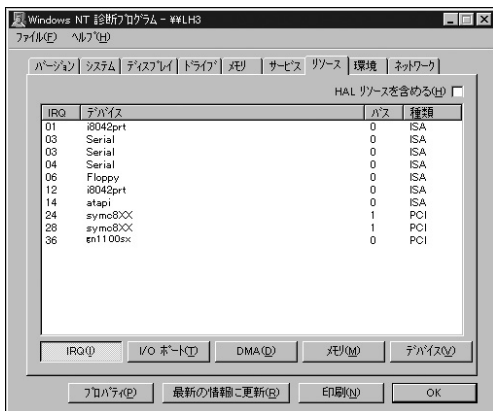 Windows NT 診断プログラム - ¥¥LH3
ファイル(F) ヘルプ(H)
バージョン システム ディスプレイ ドライブ メモリ サービス リソース 環境 ネットワーク
HAL リソースを含める(H)
IRQ デバイス バス 種類
01 i8042prt 0 ISA
03 Serial 0 ISA
03 Serial 0 ISA
04 Serial 0 ISA
06 Floppy 0 ISA
12 i8042prt 0 ISA
14 atapi 0 ISA
24 symc8XX 1 PCI
28 symc8XX 1 PCI
36 gn1100sx 0 PCI
IRQ(I) I/O ポート(T) DMA(D) メモリ(M) デバイス(V)
プロパティ(P) 最新の情報に更新(R) 印刷(N) OK